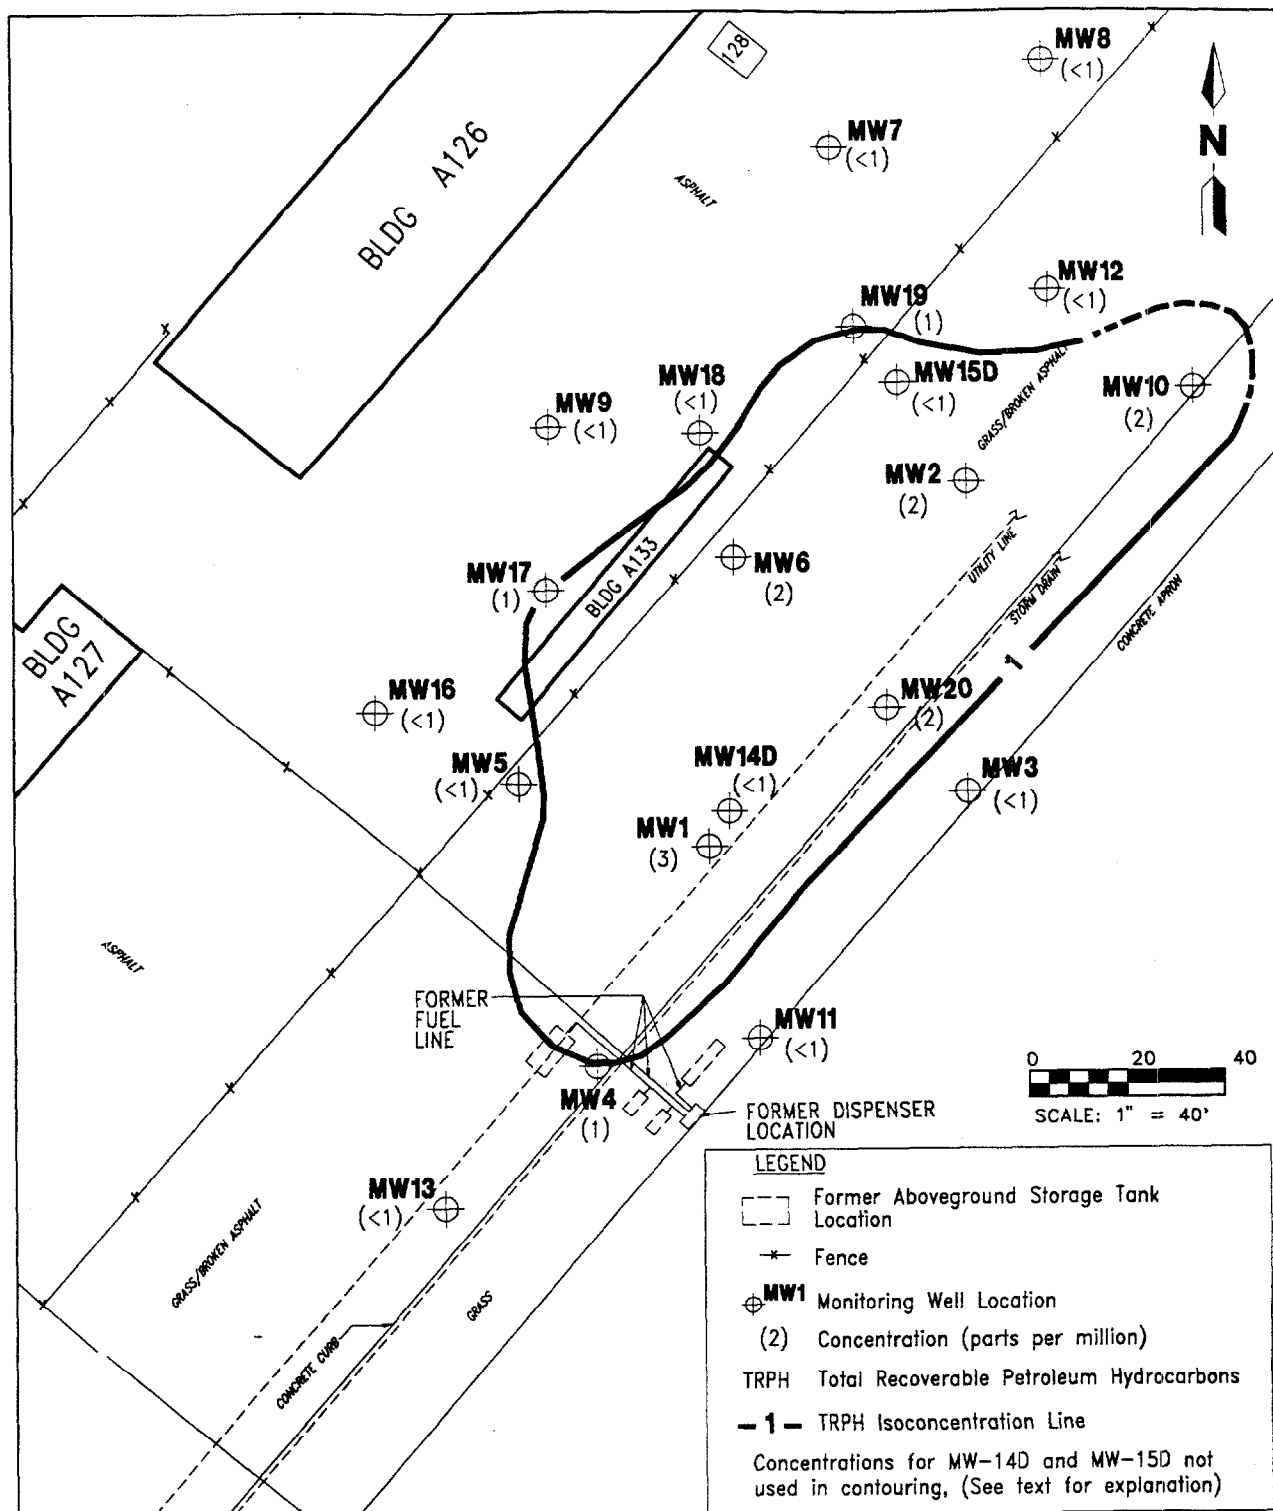 128
MW8
(<1)
N
MW7
(<1)
BLDG A126
ASPHALT
MW12
(<1)
MW19
(1)
MW18
(<1)
MW15D
(<1)
GRASS/BROKEN ASPHALT
MW10
(2)
MW9
(<1)
MW2
(2)
MW6
(2)
UTILITY LINE
STORM DRAIN
CONCRETE APRON
MW17
(1)
BLDG A133
BLDG
A127
1
MW16
(<1)
MW20
(2)
MW5
(<1)
MW14D
(<1)
MW3
(<1)
MW1
(3)
ASPHALT
FORMER
FUEL
LINE
MW11
(<1)
MW4
(1)
FORMER DISPENSER
LOCATION
0 20 40
SCALE: 1" = 40'
MW13
(<1)
GRASS/BROKEN ASPHALT
GRASS
CONCRETE CURB
LEGEND
Former Aboveground Storage Tank
Location
Fence
MW1 Monitoring Well Location
(2) Concentration (parts per million)
TRPH Total Recoverable Petroleum Hydrocarbons
1 TRPH Isoconcentration Line
Concentrations for MW-14D and MW-15D not
used in contouring, (See text for explanation)